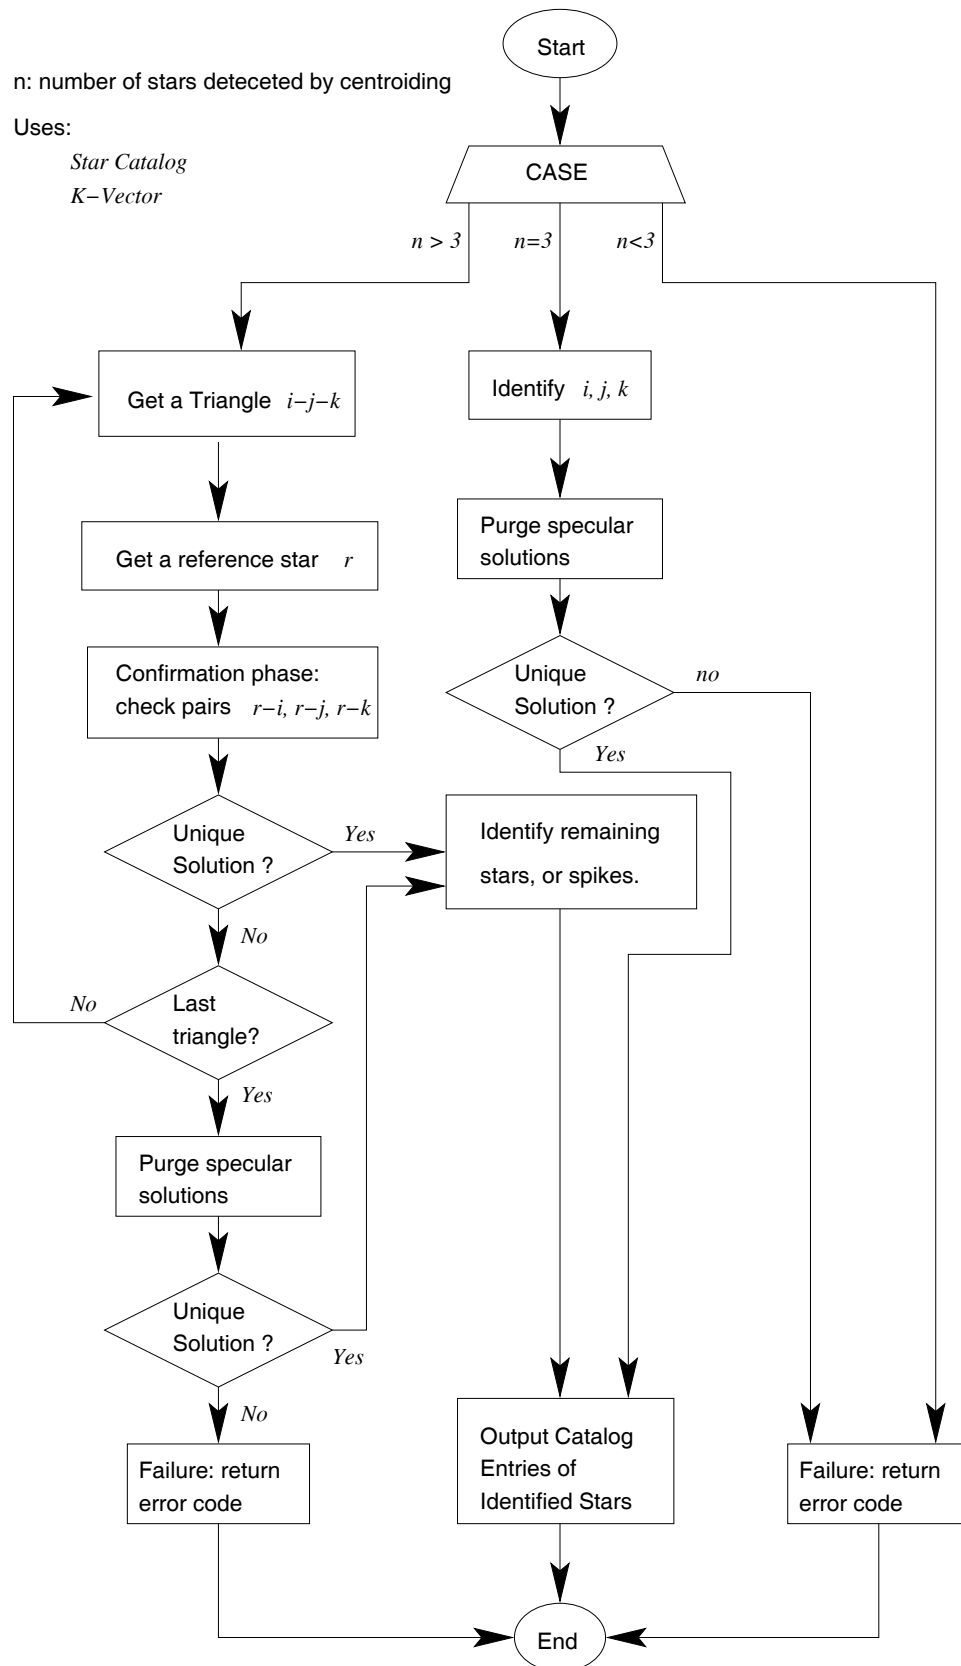 Start
n: number of stars deteceted by centroiding
Uses:
Star Catalog
K−Vector
CASE
n > 3
n=3
n<3
Get a Triangle i−j−k
Identify i, j, k
Get a reference star r
Purge specular
solutions
Confirmation phase:
check pairs r−i, r−j, r−k
Unique
Solution ?
no
Yes
Unique
Solution ?
Yes
Identify remaining
stars, or spikes.
No
Last
triangle?
No
Yes
Purge specular
solutions
Unique
Solution ?
Yes
No
Failure: return
error code
Output Catalog
Entries of
Identified Stars
Failure: return
error code
End